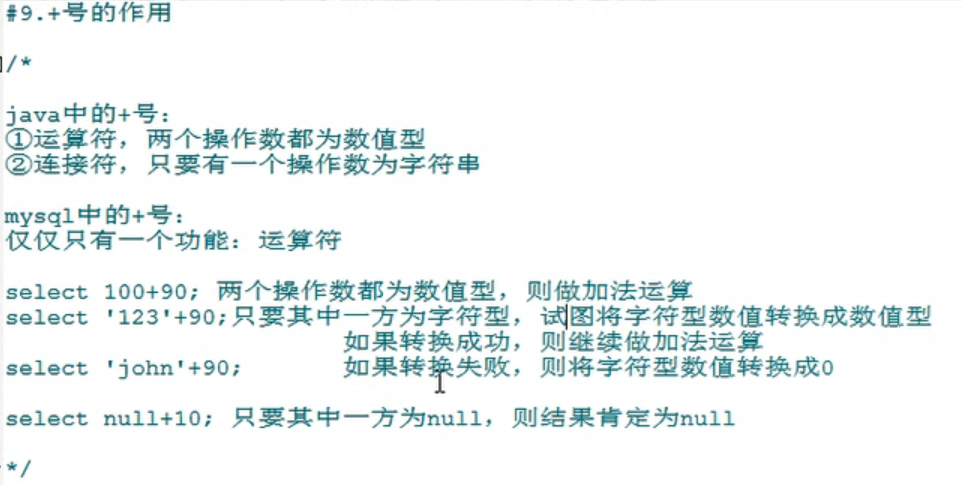 #9.+号的作用
/*
java中的+号：
①运算符，两个操作数都为数值型
②连接符，只要有一个操作数为字符串
mysql中的+号：
仅仅只有一个功能：运算符
select 100+90; 两个操作数都为数值型，则做加法运算
select '123'+90;只要其中一方为字符型，试图将字符型数值转换成数值型
如果转换成功，则继续做加法运算
select 'john'+90; 如果转换失败，则将字符型数值转换成0
select null+10; 只要其中一方为null，则结果肯定为null
*/